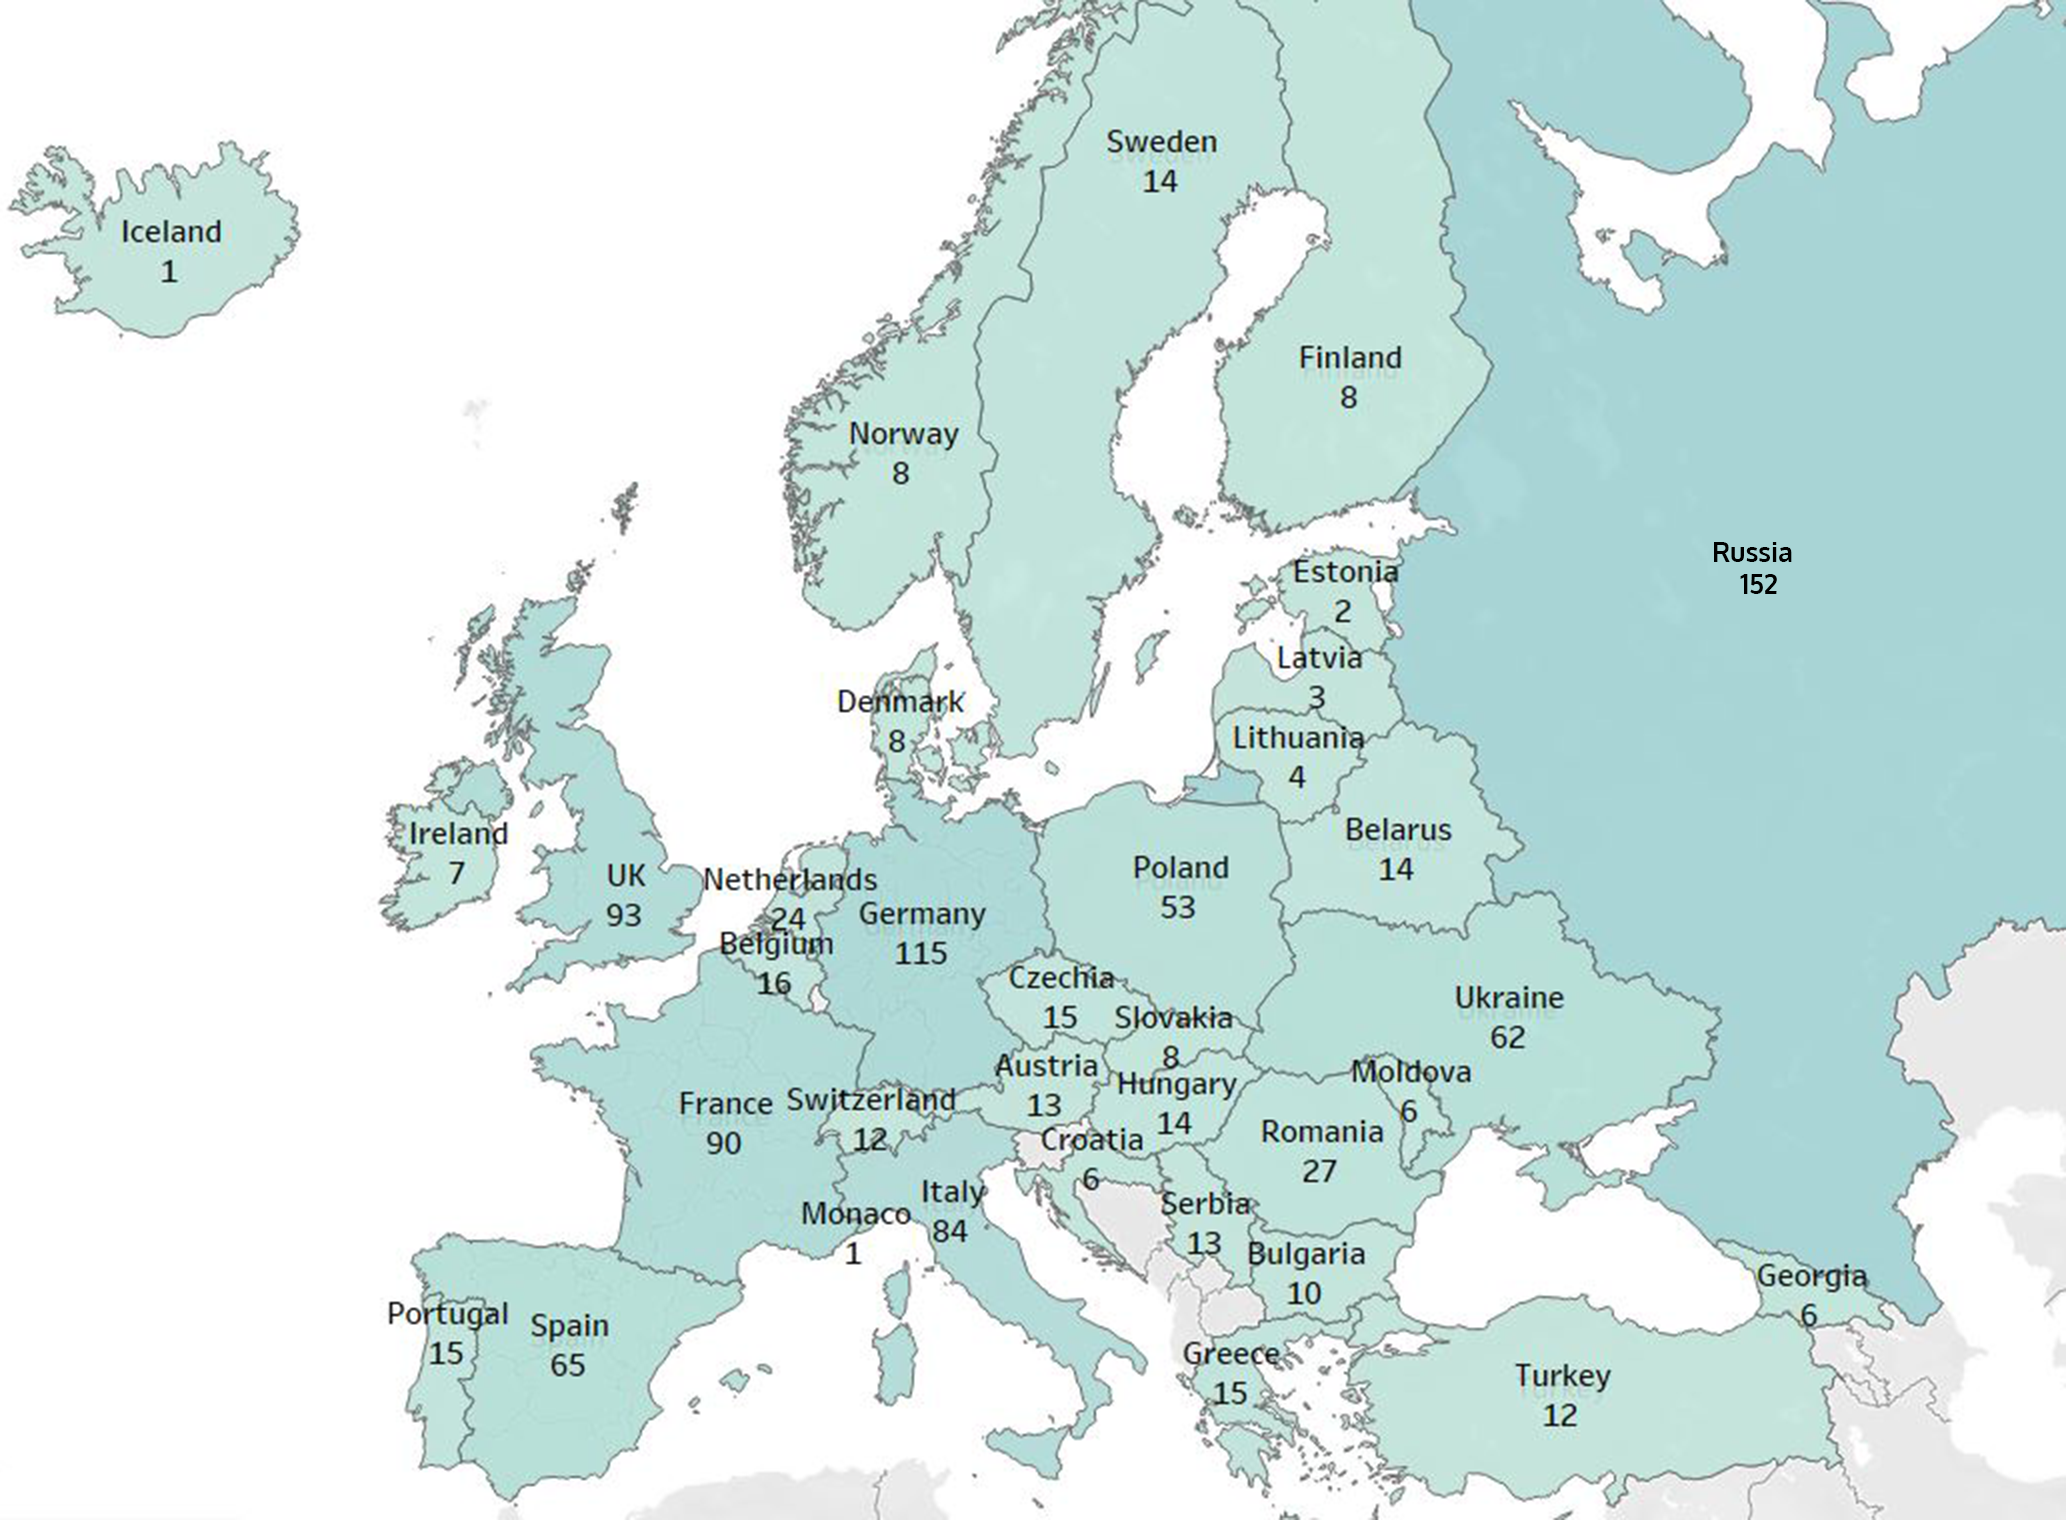 Sweden
14
Iceland
1
Finland
8
Norway
8
Russia
152
Estonia
2
Latvia
3
Denmark
8
Lithuania
4
Ireland
7
Belarus
14
UK
93
Netherlands
24
Poland
53
Germany
115
Belgium
16
Czechia
15
Ukraine
62
Slovakia
8
Austria
13
Hungary
14
Moldova
6
France
90
Switzerland
12
Croatia
6
Romania
27
Italy
84
Serbia
13
Monaco
1
Bulgaria
10
Georgia
6
Portugal
15
Spain
65
Greece
15
Turkey
12